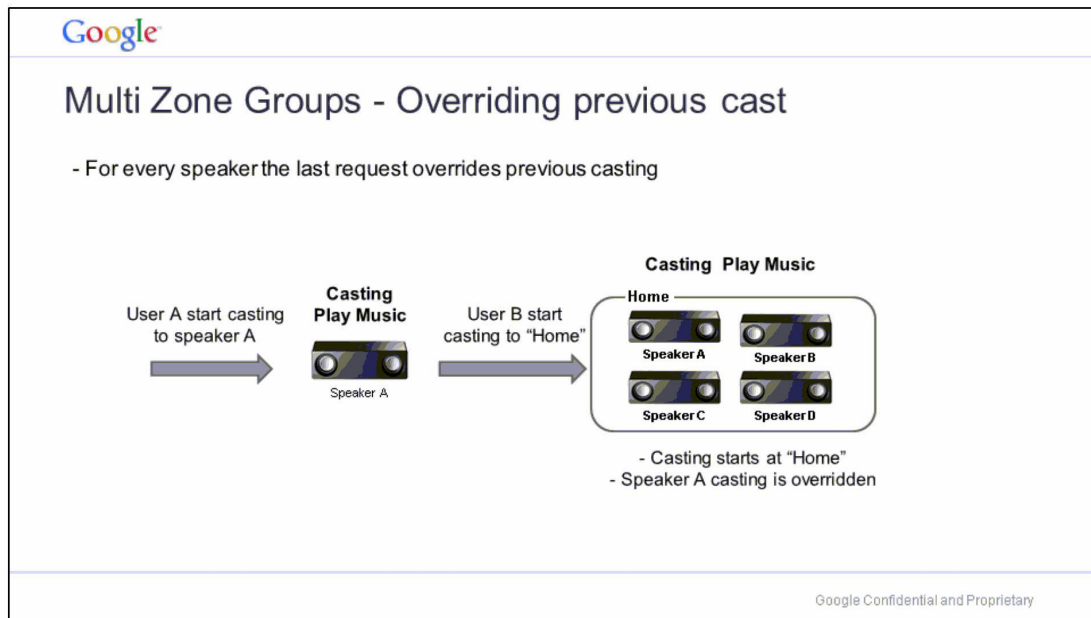 Google
Multi Zone Groups - Overriding previous cast
- For every speaker the last request overrides previous casting
User A start casting
to speaker A
Casting
Play Music
Speaker A
User B start
casting to “Home”
Casting Play Music
Home
Speaker A
Speaker B
Speaker C
Speaker D
- Casting starts at “Home”
- Speaker A casting is overridden
Google Confidential and Proprietary